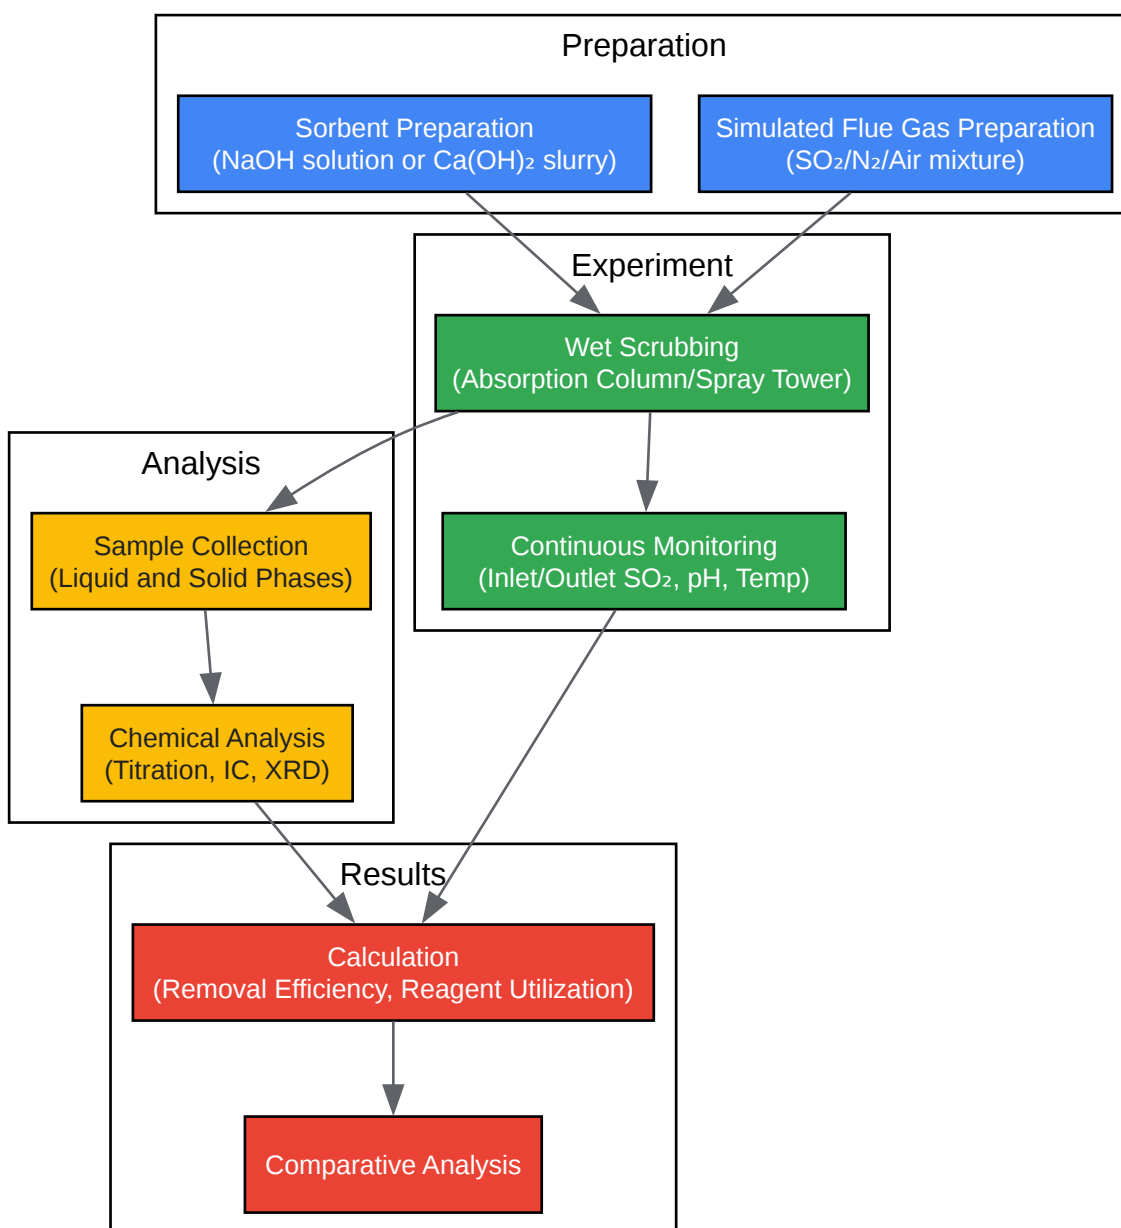 Preparation
Sorbent Preparation
(NaOH solution or Ca(OH)₂ slurry)
Simulated Flue Gas Preparation
(SO₂/N₂/Air mixture)
Experiment
Wet Scrubbing
(Absorption Column/Spray Tower)
Continuous Monitoring
(Inlet/Outlet SO₂, pH, Temp)
Analysis
Sample Collection
(Liquid and Solid Phases)
Chemical Analysis
(Titration, IC, XRD)
Results
Calculation
(Removal Efficiency, Reagent Utilization)
Comparative Analysis